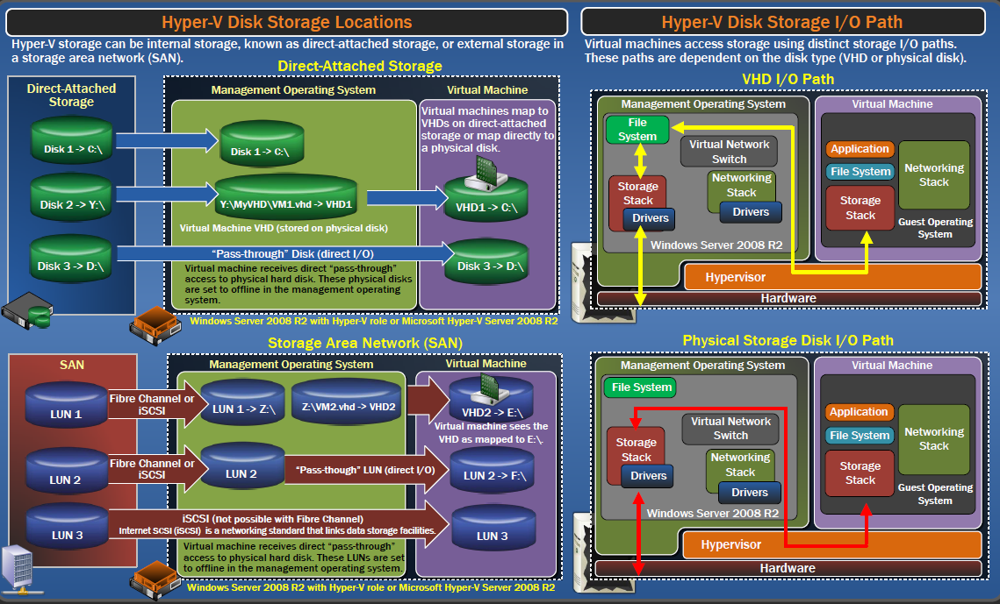 Hyper-V Disk Storage Locations
Hyper-V storage can be internal storage, known as direct-attached storage, or external storage in
a storage area network (SAN).
Direct-Attached Storage
Direct-Attached
Storage
Disk 1 -> C:\
Disk 2 -> Y:\
Disk 3 -> D:\
Management Operating System
Disk 1 -> C:\
Y:\MyVHD\VM1.vhd -> VHD1
Virtual Machine VHD (stored on physical disk)
"Pass-through" Disk (direct I/O)
Virtual machine receives direct "pass-through"
access to physical hard disk. These physical disks
are set to offline in the management operating
system.
Virtual Machine
Virtual machines map to
VHDs on direct-attached
storage or map directly to
a physical disk.
VHD1 -> C:\
Disk 3 -> D:\
Windows Server 2008 R2 with Hyper-V role or Microsoft Hyper-V Server 2008 R2
Storage Area Network (SAN)
SAN
LUN 1
LUN 2
LUN 3
Fibre Channel or
iSCSI
Fibre Channel or
iSCSI
Management Operating System
LUN 1 -> Z:\
Z:\VM2.vhd -> VHD2
LUN 2
"Pass-though" LUN (direct I/O)
iSCSI (not possible with Fibre Channel)
Internet SCSI (iSCSI) is a networking standard that links data storage facilities.
Virtual machine receives direct "pass-through"
access to physical hard disk. These LUNs are set
to offline in the management operating system.
Virtual Machine
VHD2 -> E:\
Virtual machine sees the
VHD as mapped to E:\.
LUN 2 -> F:\
LUN 3
Windows Server 2008 R2 with Hyper-V role or Microsoft Hyper-V Server 2008 R2
Hyper-V Disk Storage I/O Path
Virtual machines access storage using distinct storage I/O paths.
These paths are dependent on the disk type (VHD or physical disk).
VHD I/O Path
Management Operating System
File
System
Virtual Network
Switch
Storage
Stack
Drivers
Networking
Stack
Drivers
Windows Server 2008 R2
Virtual Machine
Application
File System
Storage
Stack
Networking
Stack
Guest Operating
System
Hypervisor
Hardware
Physical Storage Disk I/O Path
Management Operating System
File System
Virtual Network
Switch
Storage
Stack
Drivers
Networking
Stack
Drivers
Windows Server 2008 R2
Virtual Machine
Application
File System
Storage
Stack
Networking
Stack
Guest Operating
System
Hypervisor
Hardware